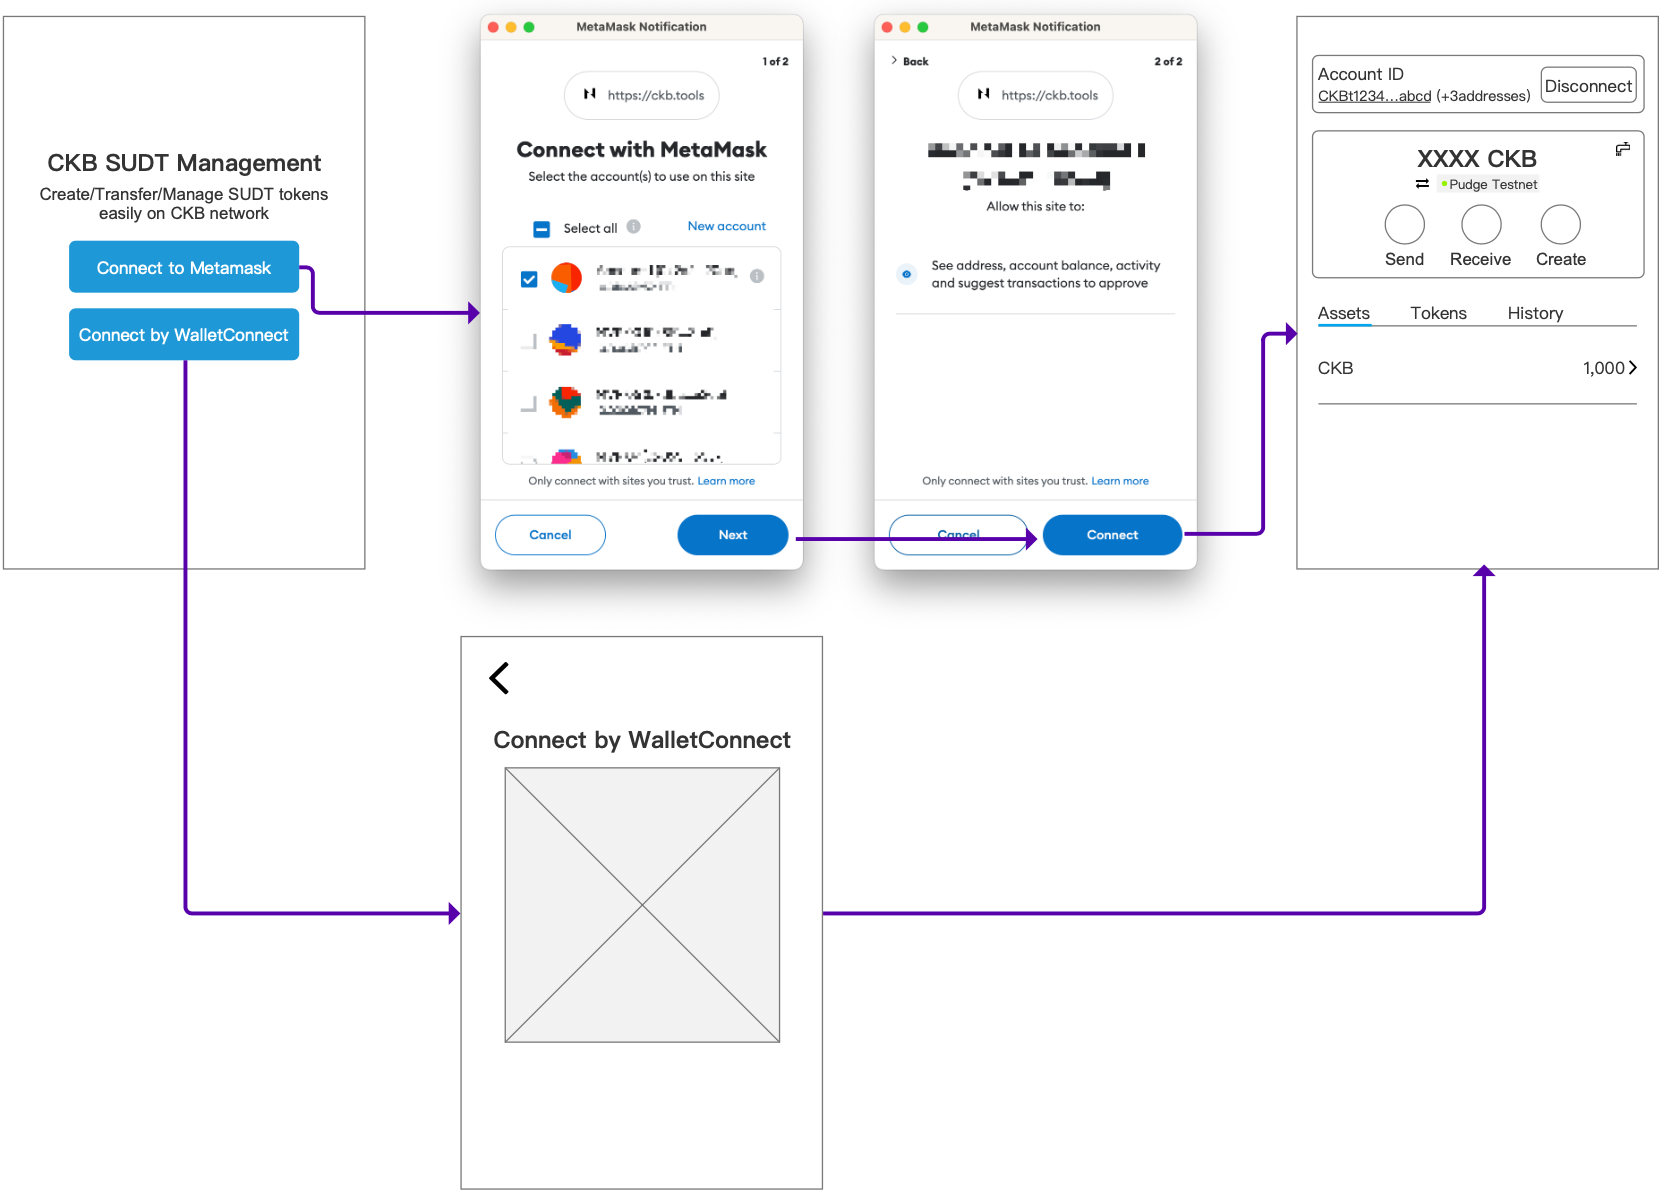 CKB SUDT Management
Create/Transfer/Manage SUDT tokens
easily on CKB network
Connect to Metamask
Connect by WalletConnect
MetaMask Notification
1 of 2
https://ckb.tools
Connect with MetaMask
Select the account(s) to use on this site
Select all
New account
Only connect with sites you trust. Learn more
Cancel
Next
MetaMask Notification
Back
2 of 2
https://ckb.tools
Allow this site to:
See address, account balance, activity
and suggest transactions to approve
Only connect with sites you trust. Learn more
Cancel
Connect
Account ID
CKBt1234...abcd (+3addresses)
Disconnect
XXXX CKB
Pudge Testnet
Send
Receive
Create
Assets
Tokens
History
CKB
1,000
Connect by WalletConnect